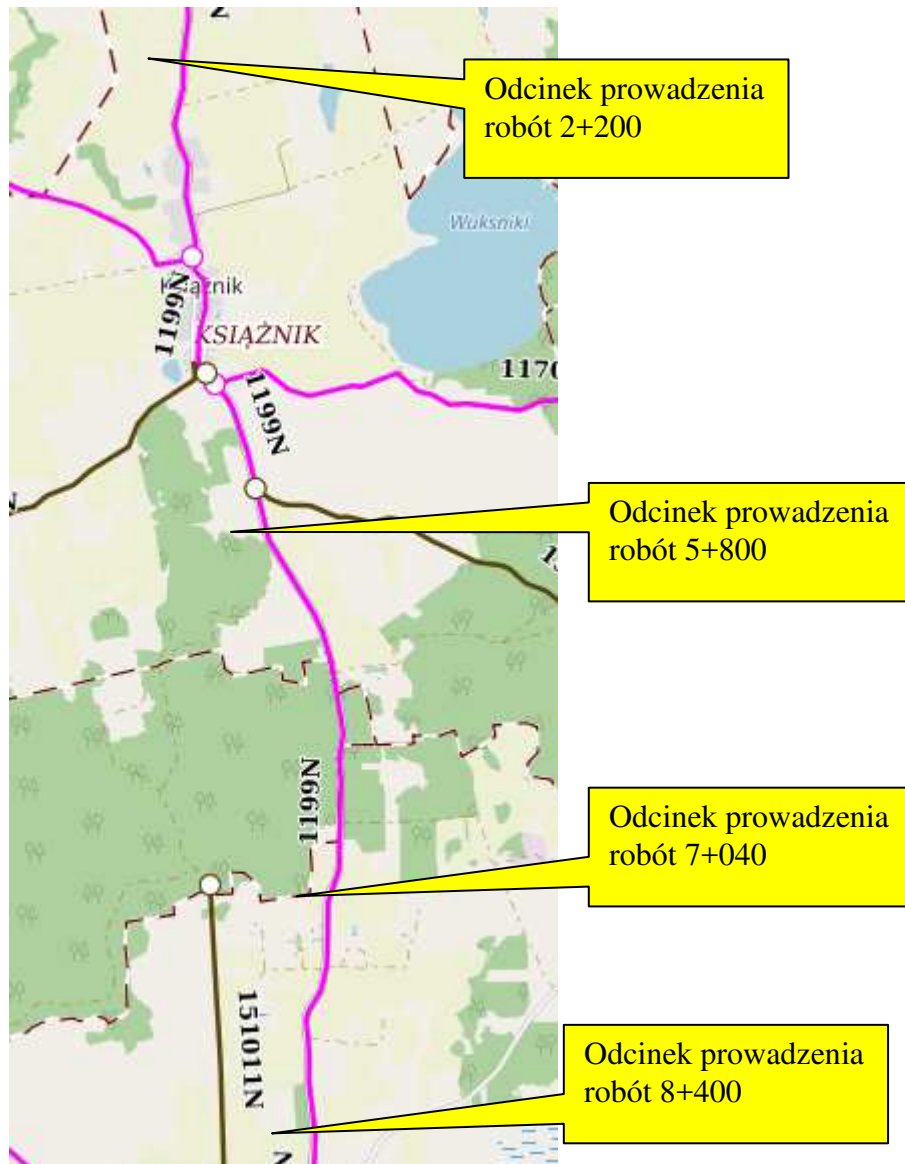 N
Odcinek prowadzenia
robót 2+200
Wuksniki
Książnik
1199N
KSIĄŻNIK
1170
1199N
N
Odcinek prowadzenia
robót 5+800
1199N
Odcinek prowadzenia
robót 7+040
151011N
Odcinek prowadzenia
robót 8+400
N